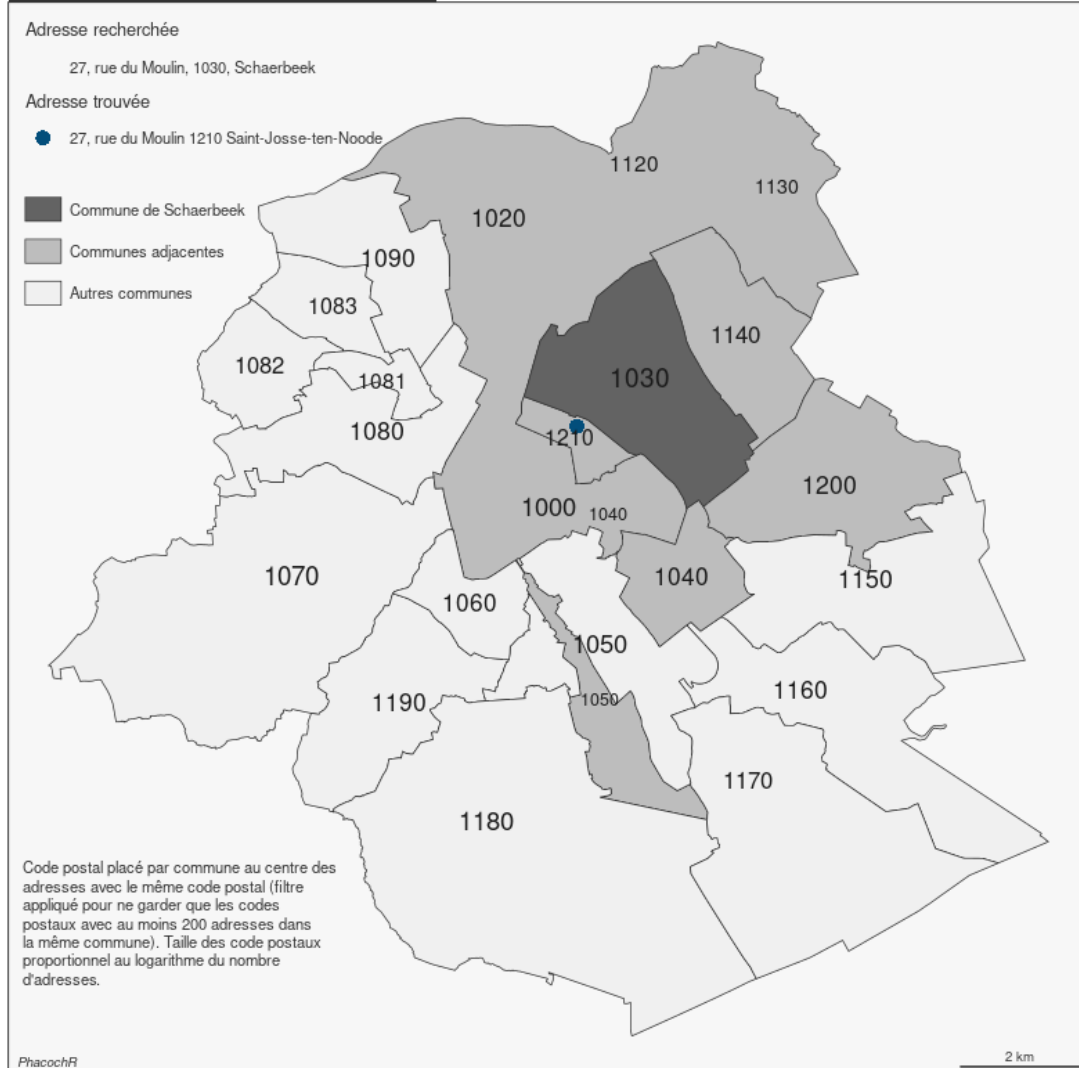 Adresse recherchée
27, rue du Moulin, 1030, Schaerbeek
Adresse trouvée
27, rue du Moulin 1210 Saint-Josse-ten-Noode
Commune de Schaerbeek
Communes adjacentes
Autres communes
1120
1130
1020
1090
1083
1140
1082
1081
1030
1080
1210
1200
1000
1040
1070
1040
1150
1060
1050
1160
1050
1190
1170
1180
Code postal placé par commune au centre des
adresses avec le même code postal (filtre
appliqué pour ne garder que les codes
postaux avec au moins 200 adresses dans
la même commune). Taille des code postaux
proportionnel au logarithme du nombre
d'adresses.
PhacochR
2 km